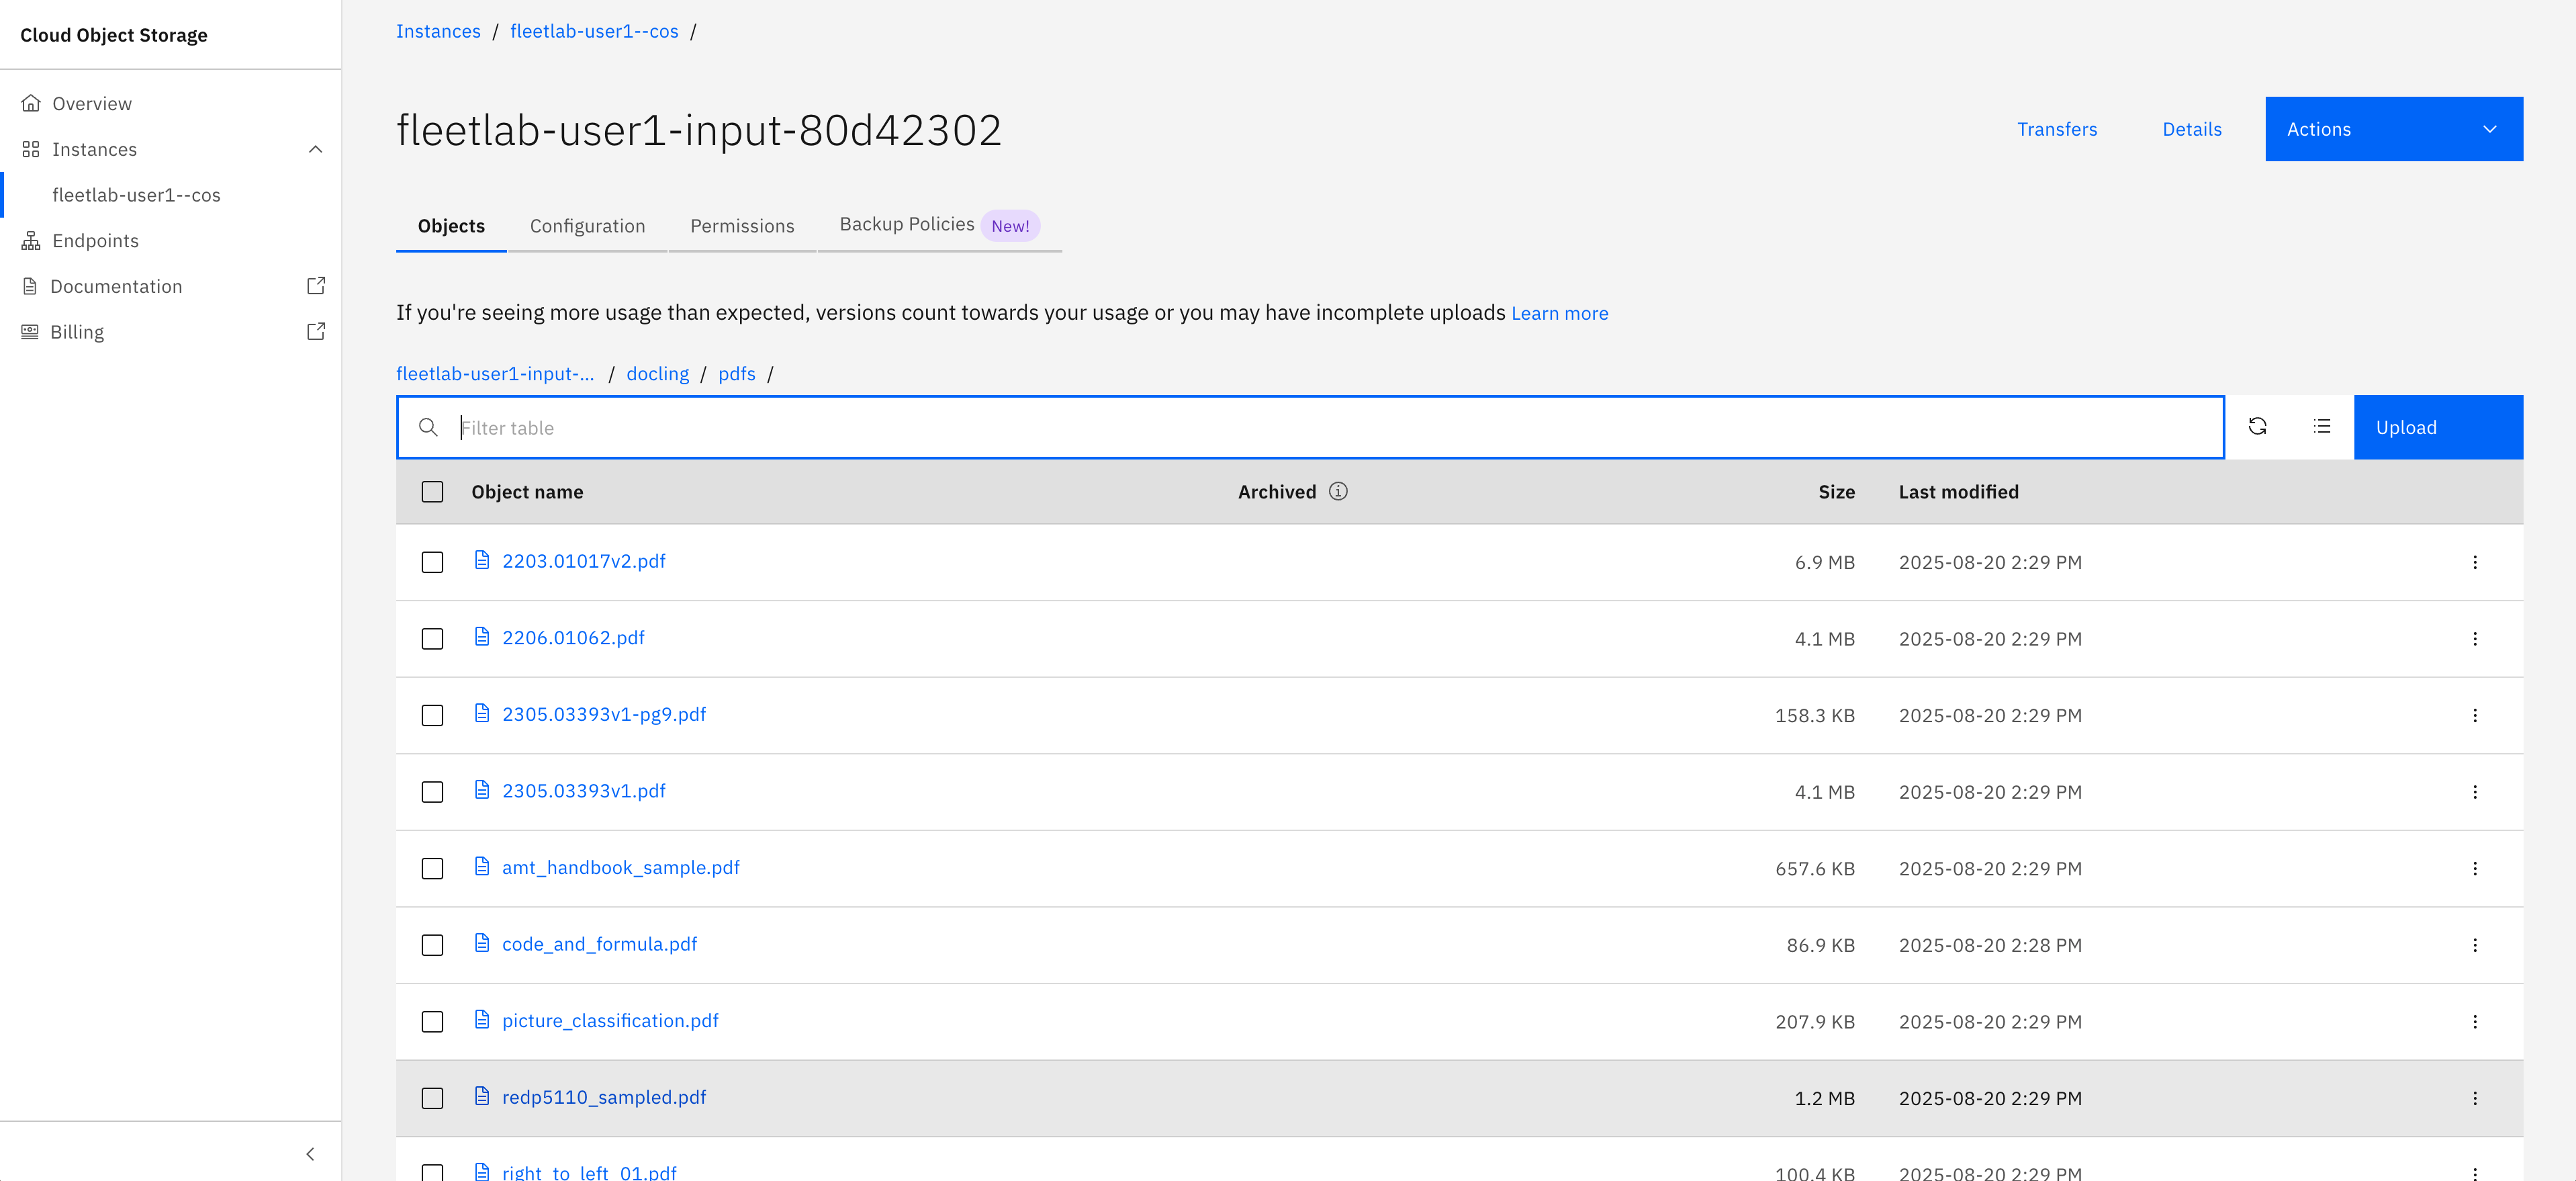 Cloud Object Storage
Overview
Instances
fleetlab-user1--cos
Endpoints
Documentation
Billing
Instances / fleetlab-user1--cos /
fleetlab-user1-input-80d42302
Transfers Details Actions
Objects Configuration Permissions Backup Policies New!
If you're seeing more usage than expected, versions count towards your usage or you may have incomplete uploads Learn more
fleetlab-user1-input-... / docling / pdfs /
Filter table Upload
Object name Archived Size Last modified
2203.01017v2.pdf 6.9 MB 2025-08-20 2:29 PM
2206.01062.pdf 4.1 MB 2025-08-20 2:29 PM
2305.03393v1-pg9.pdf 158.3 KB 2025-08-20 2:29 PM
2305.03393v1.pdf 4.1 MB 2025-08-20 2:29 PM
amt_handbook_sample.pdf 657.6 KB 2025-08-20 2:29 PM
code_and_formula.pdf 86.9 KB 2025-08-20 2:28 PM
picture_classification.pdf 207.9 KB 2025-08-20 2:29 PM
redp5110_sampled.pdf 1.2 MB 2025-08-20 2:29 PM
right_to_left_01.pdf 100.4 KB 2025-08-20 2:29 PM